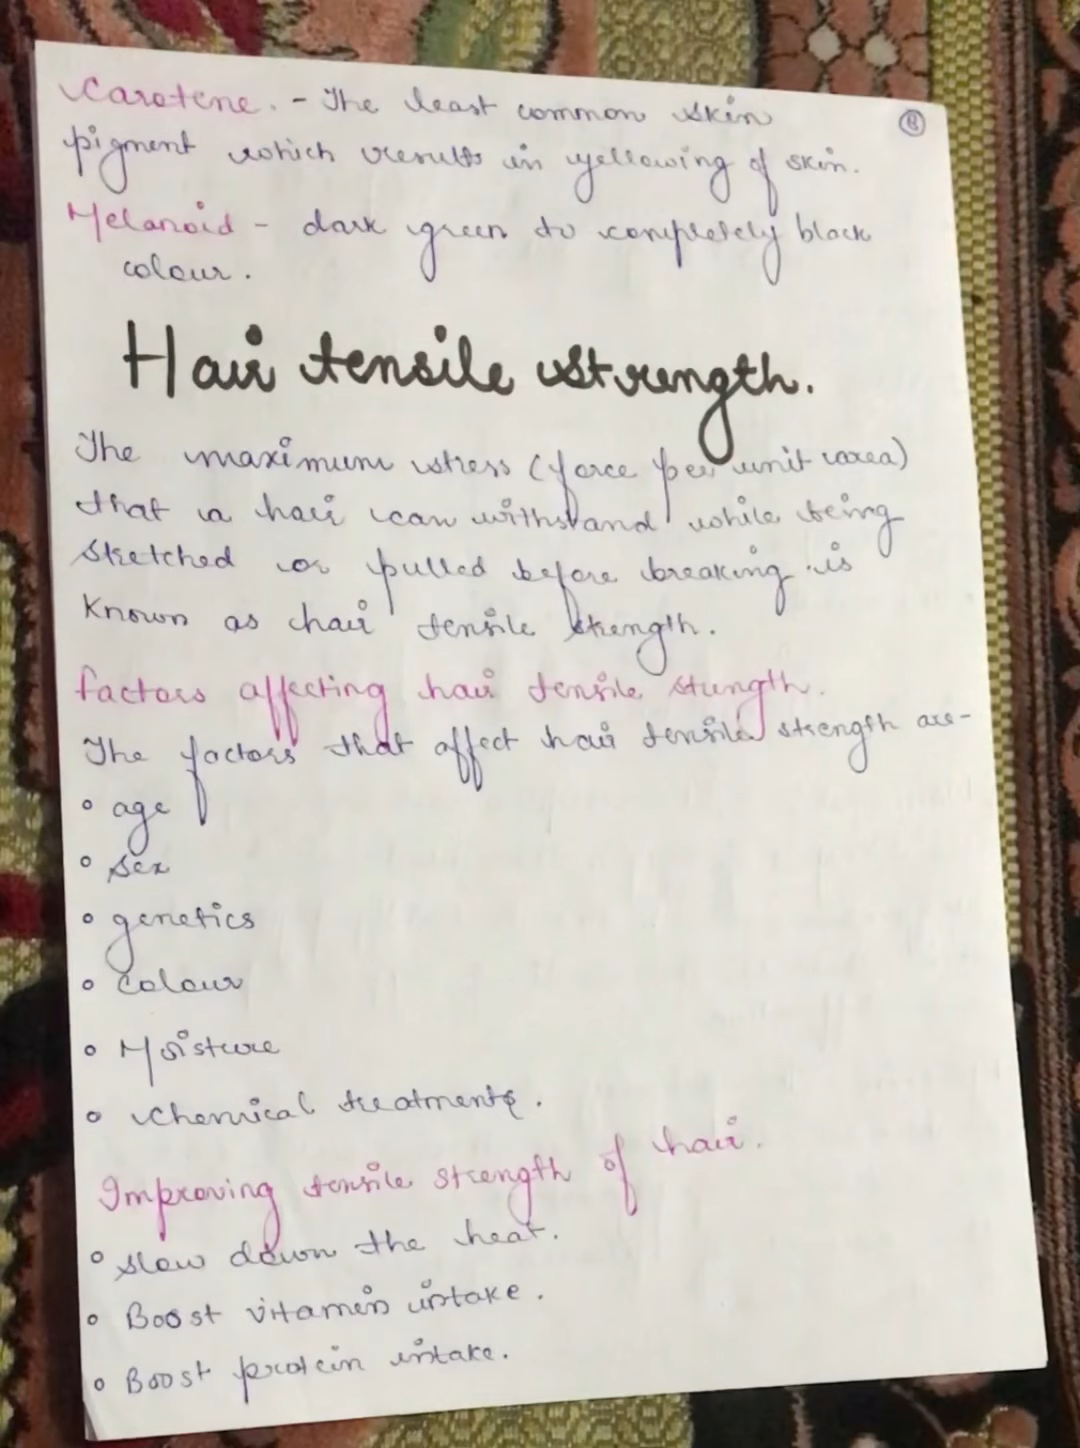 Carotene. - The least common skin
8
pigment which results in yellowing of skin.
Melanoid - dark green to completely black
colour.
Hair tensile strength.
The maximum stress (force per unit area)
that a hair can withstand while being
stretched or pulled before breaking is
known as hair tensile strength.
factors affecting hair tensile strength.
The factors that affect hair tensile strength are-
• age
• sex
• genetics
• colour
• Moisture
• Chemical treatments.
Improving tensile strength of hair.
• slow down the heat.
• Boost vitamin intake.
• Boost protein intake.